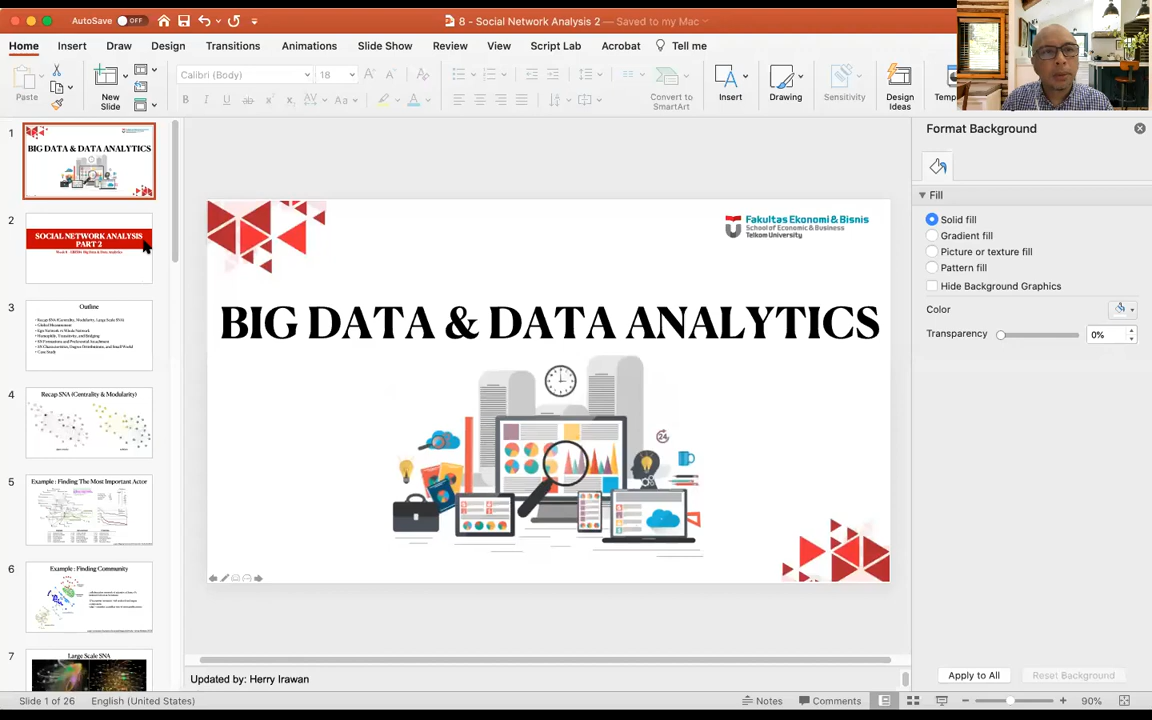 AutoSave OFF
8 - Social Network Analysis 2 — Saved to my Mac
Home Insert Draw Design Transitions Animations Slide Show Review View Script Lab Acrobat Tell me
Paste
New
Slide
Calibri (Body) 18
Convert to
SmartArt
Insert
Drawing
Sensitivity
Design
Ideas
1
BIG DATA & DATA ANALYTICS
2
SOCIAL NETWORK ANALYSIS
PART 2
3
Outline
4
Recap SNA (Centrality & Modularity)
5
Example : Finding The Most Important Actor
6
Example : Finding Community
7
Large Scale SNA
Fakultas Ekonomi & Bisnis
School of Economic & Business
Telkom University
BIG DATA & DATA ANALYTICS
24
Updated by: Herry Irawan
Format Background
Fill
Solid fill
Gradient fill
Picture or texture fill
Pattern fill
Hide Background Graphics
Color
Transparency 0%
Apply to All Reset Background
Slide 1 of 26 English (United States) Notes Comments 90%